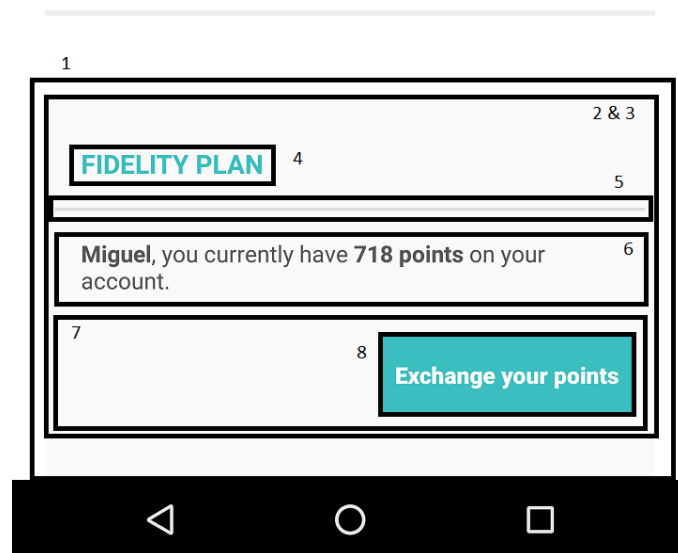 1
2 & 3
FIDELITY PLAN 4
5
Miguel, you currently have 718 points on your
account.
6
7
8
Exchange your points